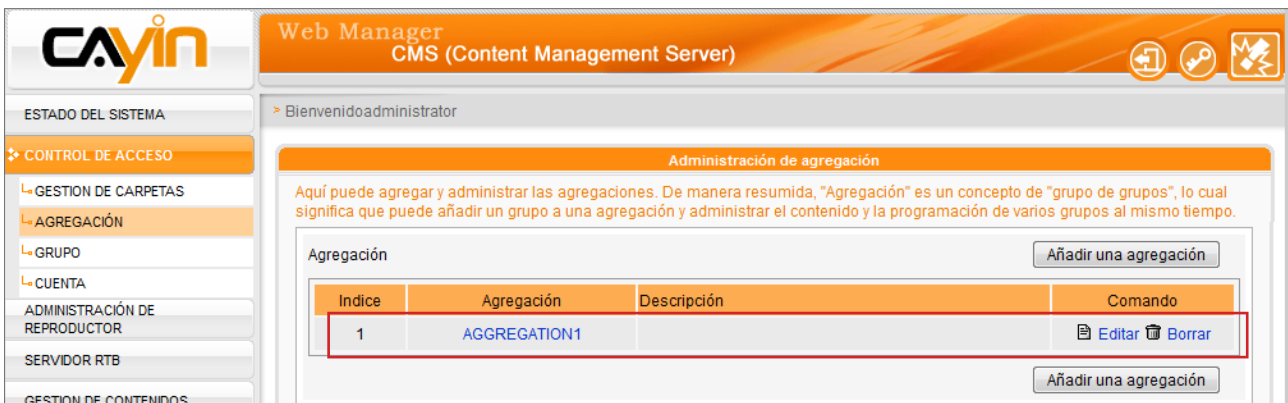 CAYIN
Web Manager
CMS (Content Management Server)
ESTADO DEL SISTEMA
CONTROL DE ACCESO
GESTION DE CARPETAS
AGREGACIÓN
GRUPO
CUENTA
ADMINISTRACIÓN DE
REPRODUCTOR
SERVIDOR RTB
GESTION DE CONTENIDOS
> Bienvenidoadministrator
Administración de agregación
Aquí puede agregar y administrar las agregaciones. De manera resumida, "Agregación" es un concepto de "grupo de grupos", lo cual
significa que puede añadir un grupo a una agregación y administrar el contenido y la programación de varios grupos al mismo tiempo.
Agregación Añadir una agregación
Indice Agregación Descripción Comando
1 AGGREGATION1 Editar Borrar
Añadir una agregación